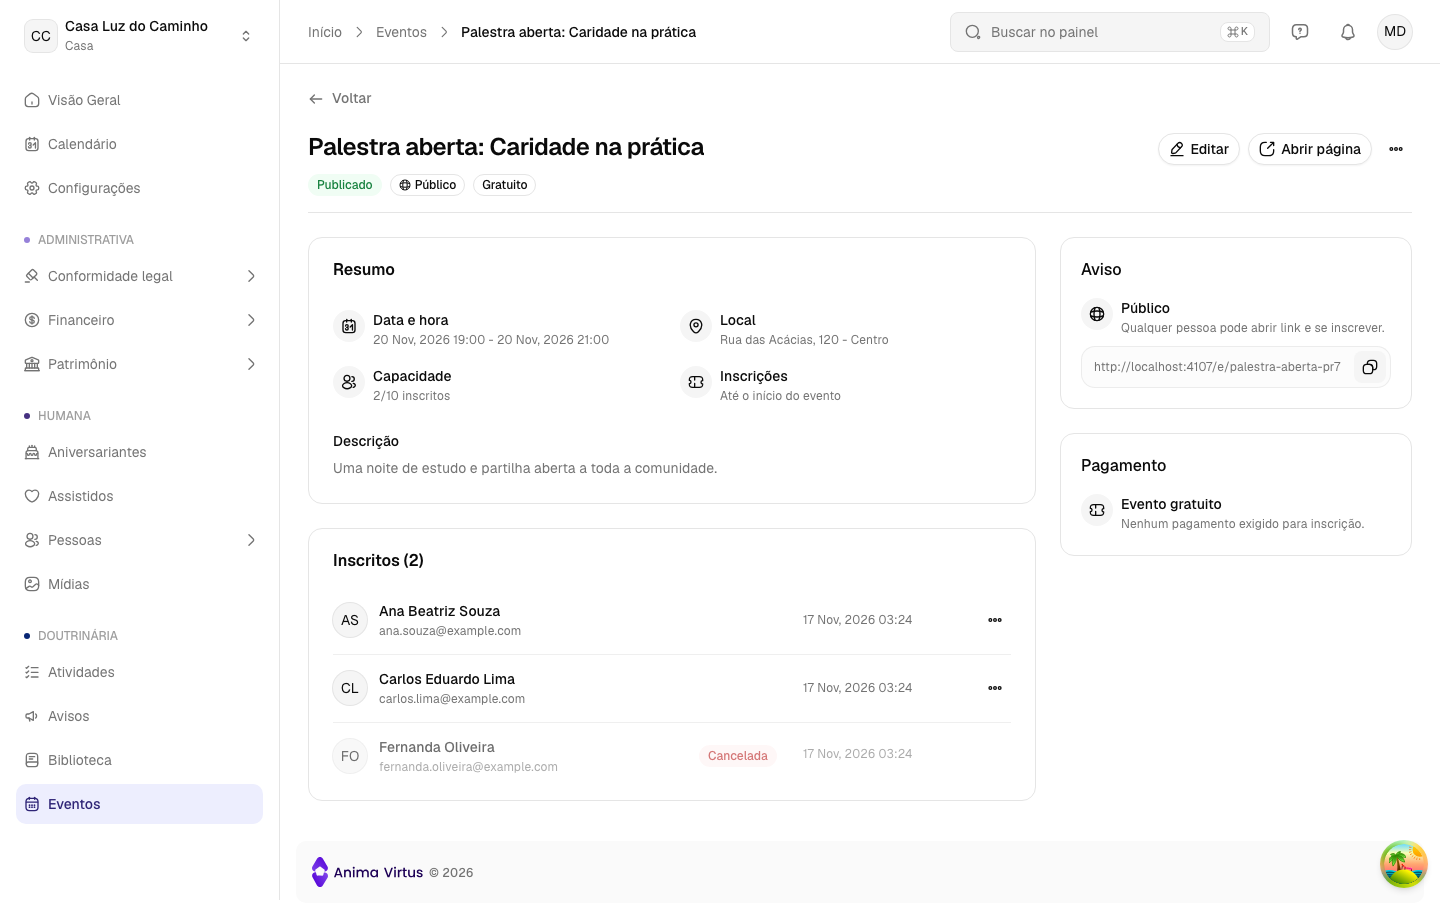 CC
Casa Luz do Caminho
Casa
Início
Eventos
Palestra aberta: Caridade na prática
Buscar no painel
⌘K
MD
Visão Geral
Calendário
Configurações
ADMINISTRATIVA
Conformidade legal
Financeiro
Patrimônio
HUMANA
Aniversariantes
Assistidos
Pessoas
Mídias
DOUTRINÁRIA
Atividades
Avisos
Biblioteca
Eventos
Voltar
Palestra aberta: Caridade na prática
Editar
Abrir página
Publicado
Público
Gratuito
Resumo
Data e hora
20 Nov, 2026 19:00 - 20 Nov, 2026 21:00
Local
Rua das Acácias, 120 - Centro
Capacidade
2/10 inscritos
Inscrições
Até o início do evento
Descrição
Uma noite de estudo e partilha aberta a toda a comunidade.
Inscritos (2)
AS
Ana Beatriz Souza
ana.souza@example.com
17 Nov, 2026 03:24
CL
Carlos Eduardo Lima
carlos.lima@example.com
17 Nov, 2026 03:24
FO
Fernanda Oliveira
fernanda.oliveira@example.com
Cancelada
17 Nov, 2026 03:24
Aviso
Público
Qualquer pessoa pode abrir link e se inscrever.
http://localhost:4107/e/palestra-aberta-pr7
Pagamento
Evento gratuito
Nenhum pagamento exigido para inscrição.
Anima Virtus © 2026